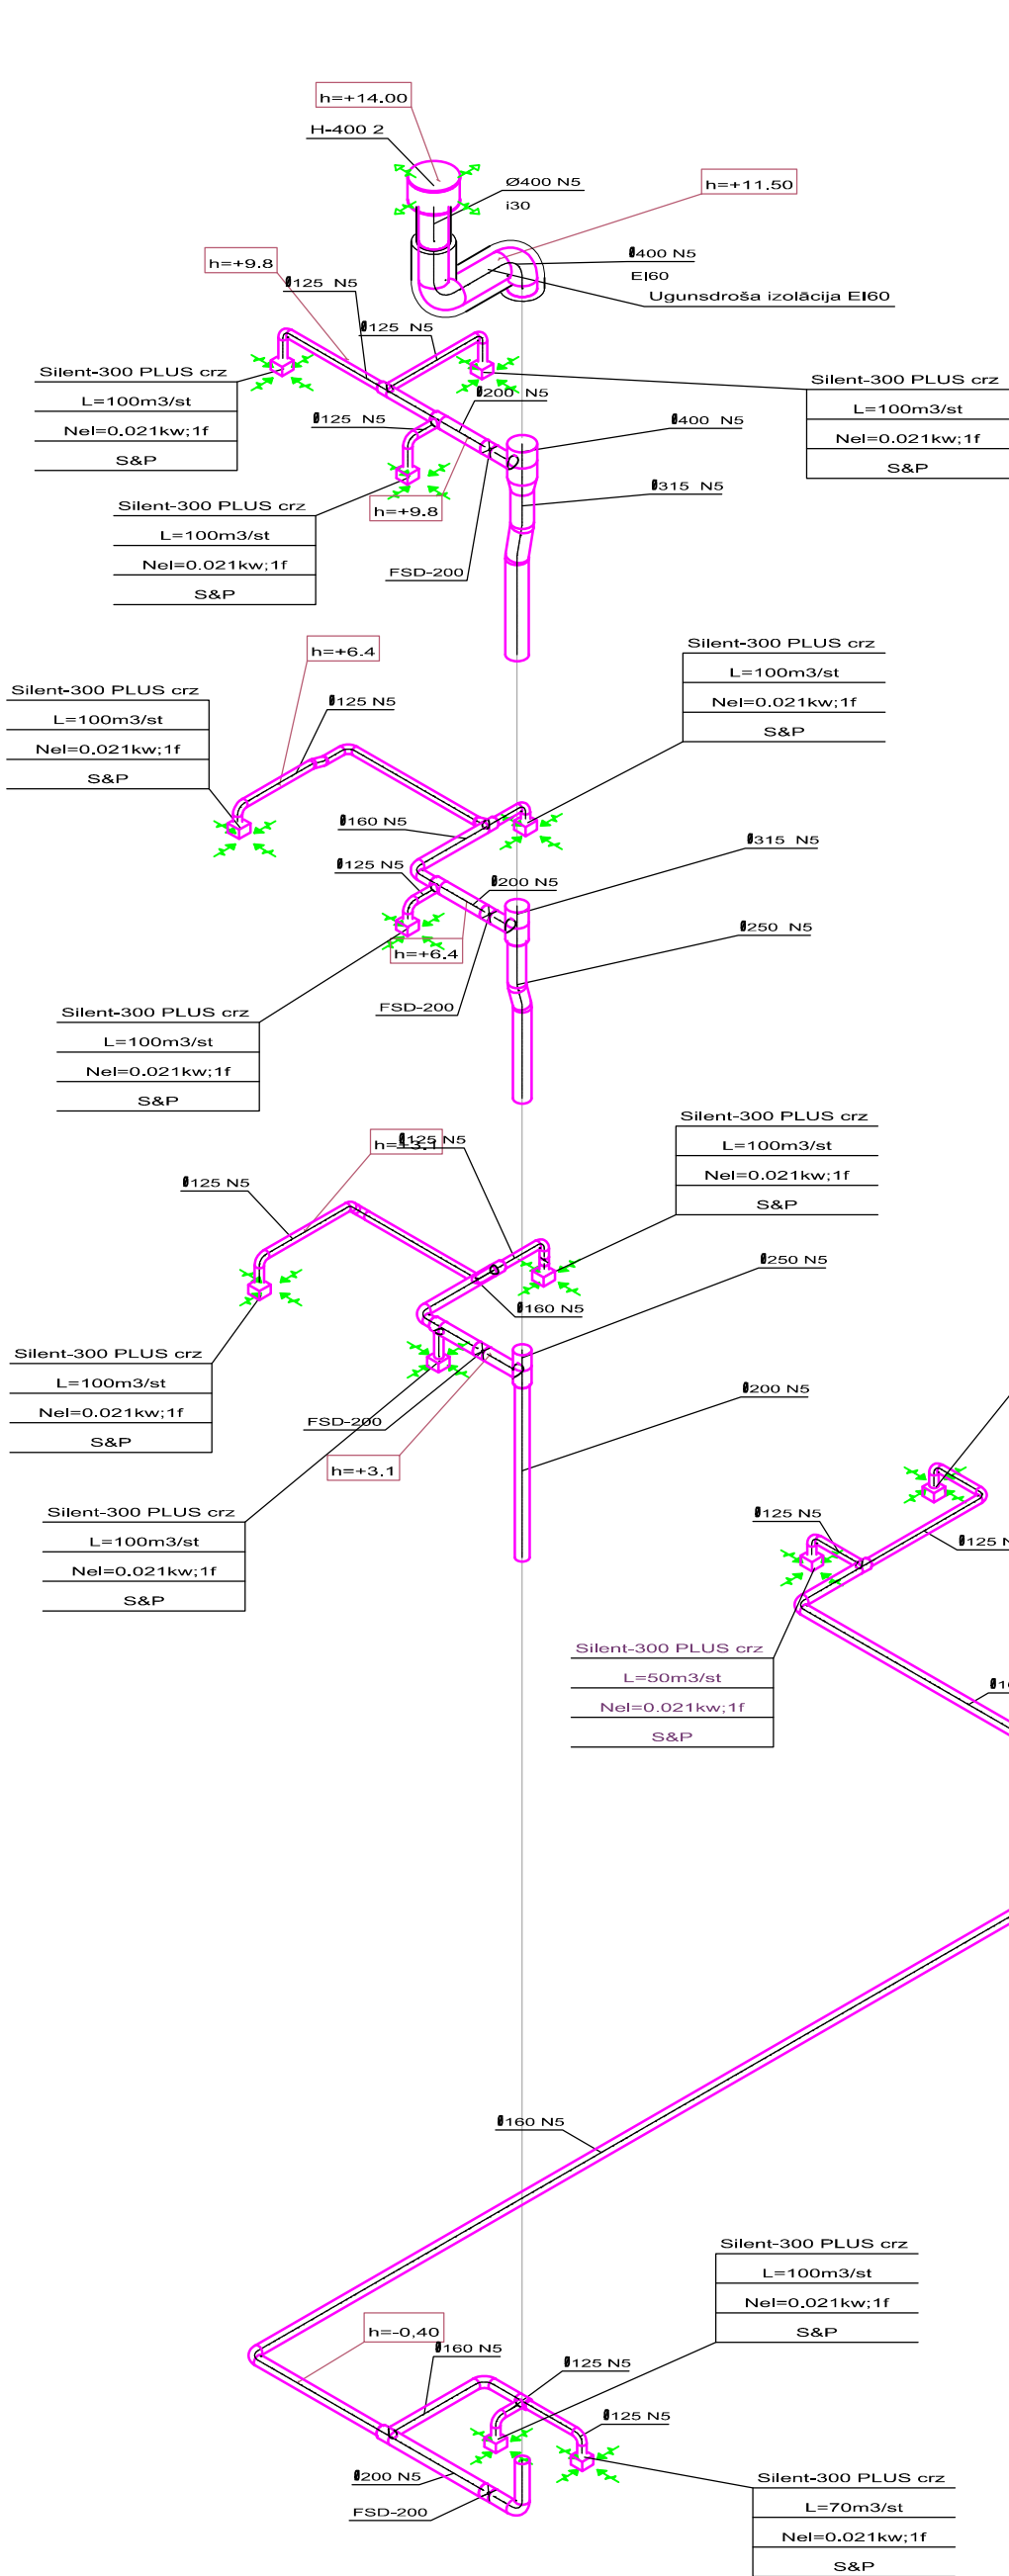 h=+14.00
H-400 2
Ø400 N5
i30
h=+11.50
h=+9.8
Ø125 N5
Ø400 N5
EI60
Ugunsdroša izolācija EI60
Ø125 N5
Silent-300 PLUS crz
L=100m3/st
Nel=0.021kw;1f
S&P
Silent-300 PLUS crz
L=100m3/st
Nel=0.021kw;1f
S&P
Ø200 N5
Ø125 N5
Ø400 N5
Ø315 N5
Silent-300 PLUS crz
L=100m3/st
Nel=0.021kw;1f
S&P
h=+9.8
FSD-200
h=+6.4
Silent-300 PLUS crz
L=100m3/st
Nel=0.021kw;1f
S&P
Silent-300 PLUS crz
L=100m3/st
Nel=0.021kw;1f
S&P
Ø125 N5
Ø160 N5
Ø315 N5
Ø125 N5
Ø200 N5
Ø250 N5
h=+6.4
FSD-200
Silent-300 PLUS crz
L=100m3/st
Nel=0.021kw;1f
S&P
Silent-300 PLUS crz
L=100m3/st
Nel=0.021kw;1f
S&P
h=+3.1
Ø125 N5
Ø125 N5
Ø250 N5
Ø160 N5
Silent-300 PLUS crz
L=100m3/st
Nel=0.021kw;1f
S&P
Ø200 N5
FSD-200
h=+3.1
Silent-300 PLUS crz
L=100m3/st
Nel=0.021kw;1f
S&P
Ø125 N5
Ø125
Silent-300 PLUS crz
L=50m3/st
Nel=0.021kw;1f
S&P
Ø160 N5
Silent-300 PLUS crz
L=100m3/st
Nel=0.021kw;1f
S&P
h=-0,40
Ø160 N5
Ø125 N5
Ø125 N5
Ø200 N5
FSD-200
Silent-300 PLUS crz
L=70m3/st
Nel=0.021kw;1f
S&P